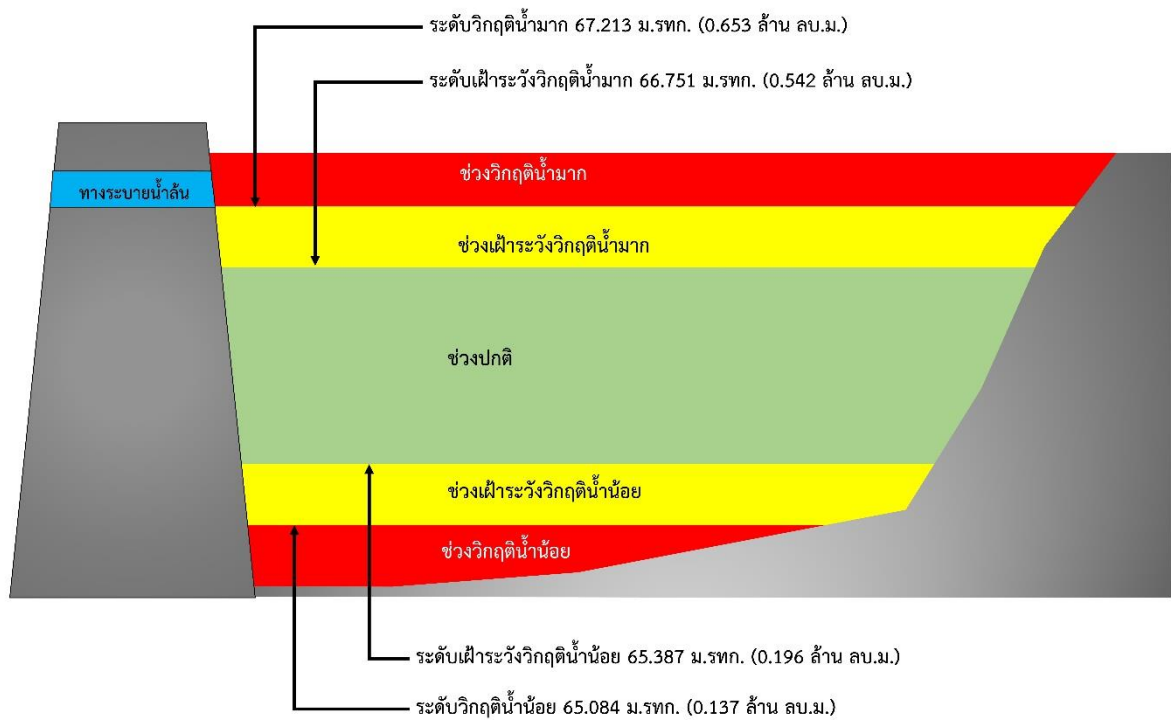 ระดับวิกฤติน้ำมาก 67.213 ม.รทก. (0.653 ล้าน ลบ.ม.)
ระดับเฝ้าระวังวิกฤติน้ำมาก 66.751 ม.รทก. (0.542 ล้าน ลบ.ม.)
ช่วงวิกฤติน้ำมาก
ทางระบายน้ำล้น
ช่วงเฝ้าระวังวิกฤติน้ำมาก
ช่วงปกติ
ช่วงเฝ้าระวังวิกฤติน้ำน้อย
ช่วงวิกฤติน้ำน้อย
ระดับเฝ้าระวังวิกฤติน้ำน้อย 65.387 ม.รทก. (0.196 ล้าน ลบ.ม.)
ระดับวิกฤติน้ำน้อย 65.084 ม.รทก. (0.137 ล้าน ลบ.ม.)